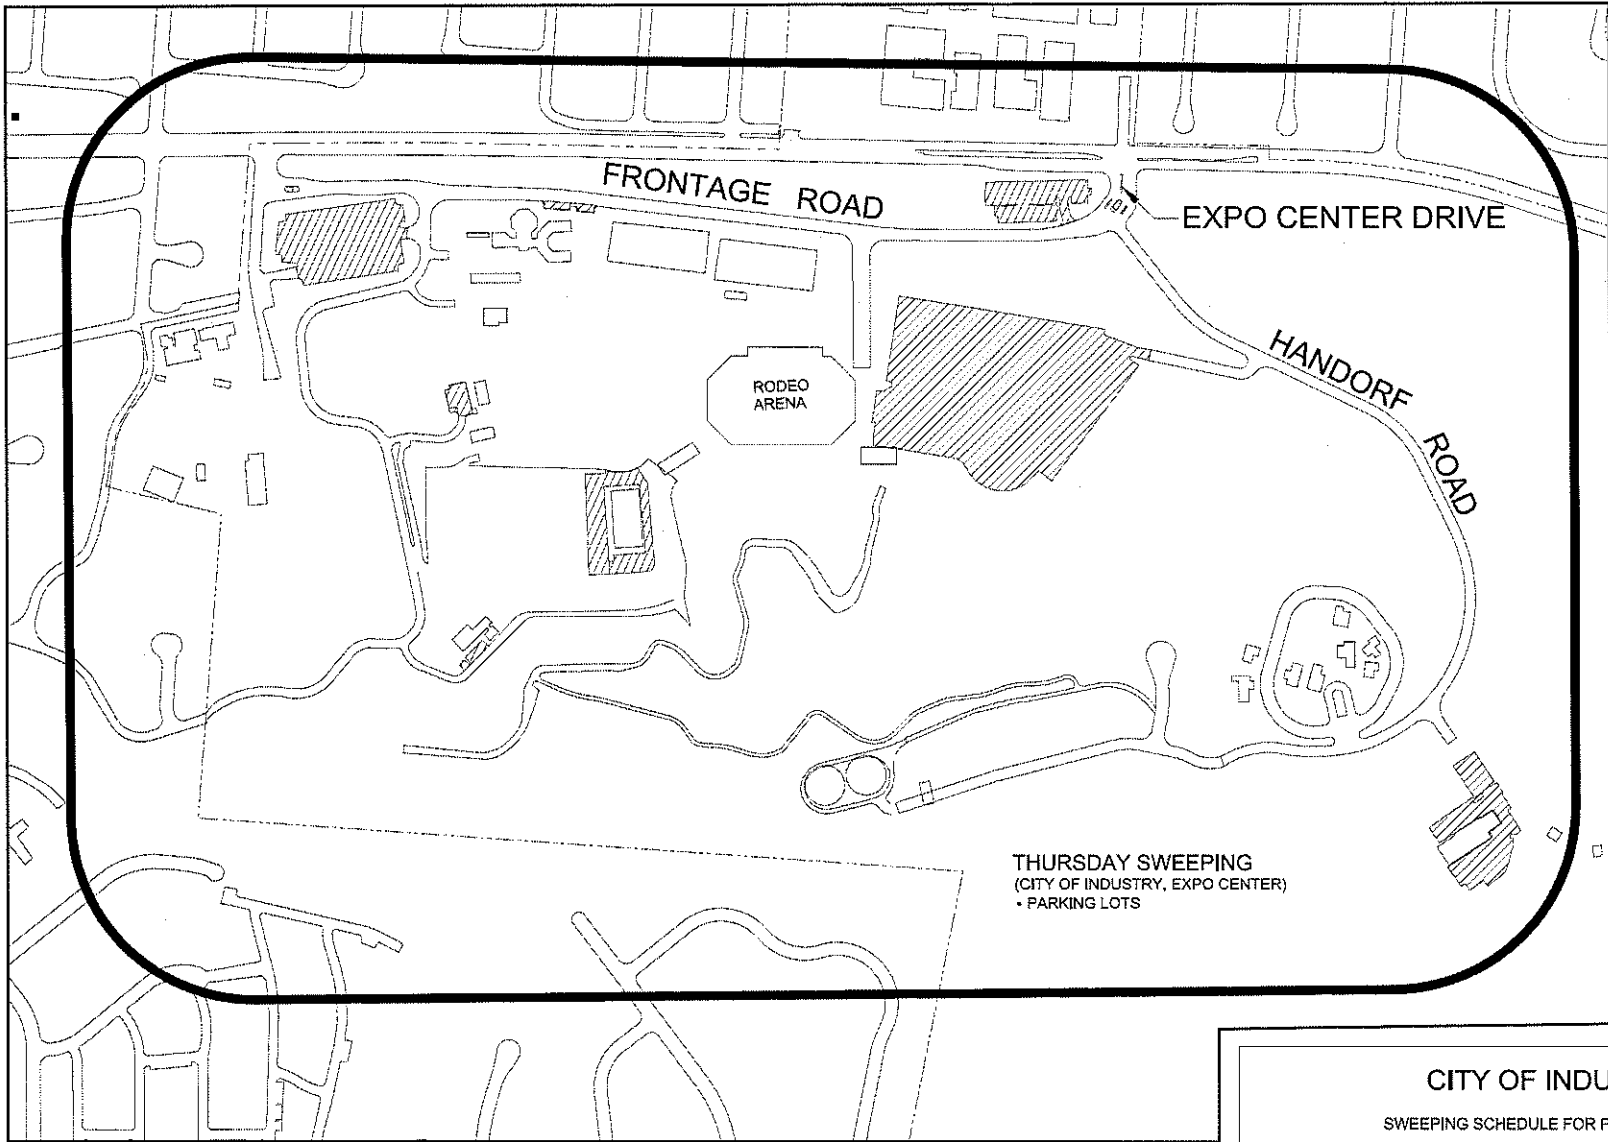 FRONTAGE ROAD
EXPO CENTER DRIVE
HANDORF ROAD
RODEO
ARENA
THURSDAY SWEEPING
(CITY OF INDUSTRY, EXPO CENTER)
• PARKING LOTS
CITY OF INDU
SWEEPING SCHEDULE FOR P